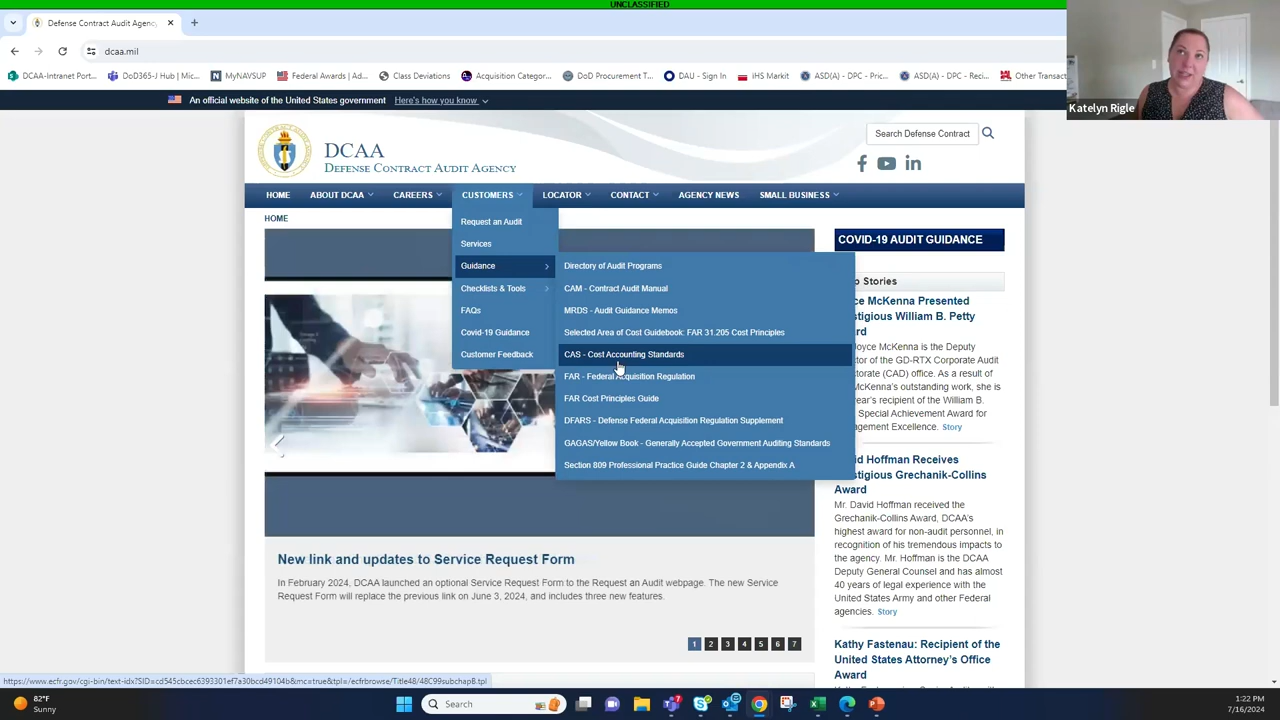 UNCLASSIFIED
Defense Contract Audit Agenc
dcaa.mil
DCAA-Intranet Port...
DoD365-J Hub | Mic...
MyNAVSUP
Federal Awards | Ad...
Class Deviations
Acquisition Categor...
DoD Procurement T...
DAU - Sign In
IHS Markit
ASD(A) - DPC - Pric...
ASD(A) - DPC - Reci...
Other Transac
Katelyn Rigle
An official website of the United States government Here's how you know
DCAA
DEFENSE CONTRACT AUDIT AGENCY
Search Defense Contract
HOME ABOUT DCAA CAREERS CUSTOMERS LOCATOR CONTACT AGENCY NEWS SMALL BUSINESS
HOME
Request an Audit
Services
Guidance
Checklists & Tools
FAQs
Covid-19 Guidance
Customer Feedback
Directory of Audit Programs
CAM - Contract Audit Manual
MRDS - Audit Guidance Memos
Selected Area of Cost Guidebook: FAR 31.205 Cost Principles
CAS - Cost Accounting Standards
FAR - Federal Acquisition Regulation
FAR Cost Principles Guide
DFARS - Defense Federal Acquisition Regulation Supplement
GAGAS/Yellow Book - Generally Accepted Government Auditing Standards
Section 809 Professional Practice Guide Chapter 2 & Appendix A
COVID-19 AUDIT GUIDANCE
p Stories
ce McKenna Presented
stigious William B. Petty
rd
oyce McKenna is the Deputy
ctor of the GD-RTX Corporate Audit
ctorate (CAD) office. As a result of
McKenna's outstanding work, she is
year's recipient of the William B.
Special Achievement Award for
nagement Excellence. Story
id Hoffman Receives
stigious Grechanik-Collins
Award
Mr. David Hoffman received the
Grechanik-Collins Award, DCAA's
highest award for non-audit personnel, in
recognition of his tremendous impacts to
the agency. Mr. Hoffman is the DCAA
Deputy General Counsel and has almost
40 years of legal experience with the
United States Army and other Federal
agencies. Story
Kathy Fastenau: Recipient of the
United States Attorney's Office
Award
New link and updates to Service Request Form
In February 2024, DCAA launched an optional Service Request Form to the Request an Audit webpage. The new Service
Request Form will replace the previous link on June 3, 2024, and includes three new features.
1 2 3 4 5 6 7
82°F
Sunny
Search
1:22 PM
7/16/2024